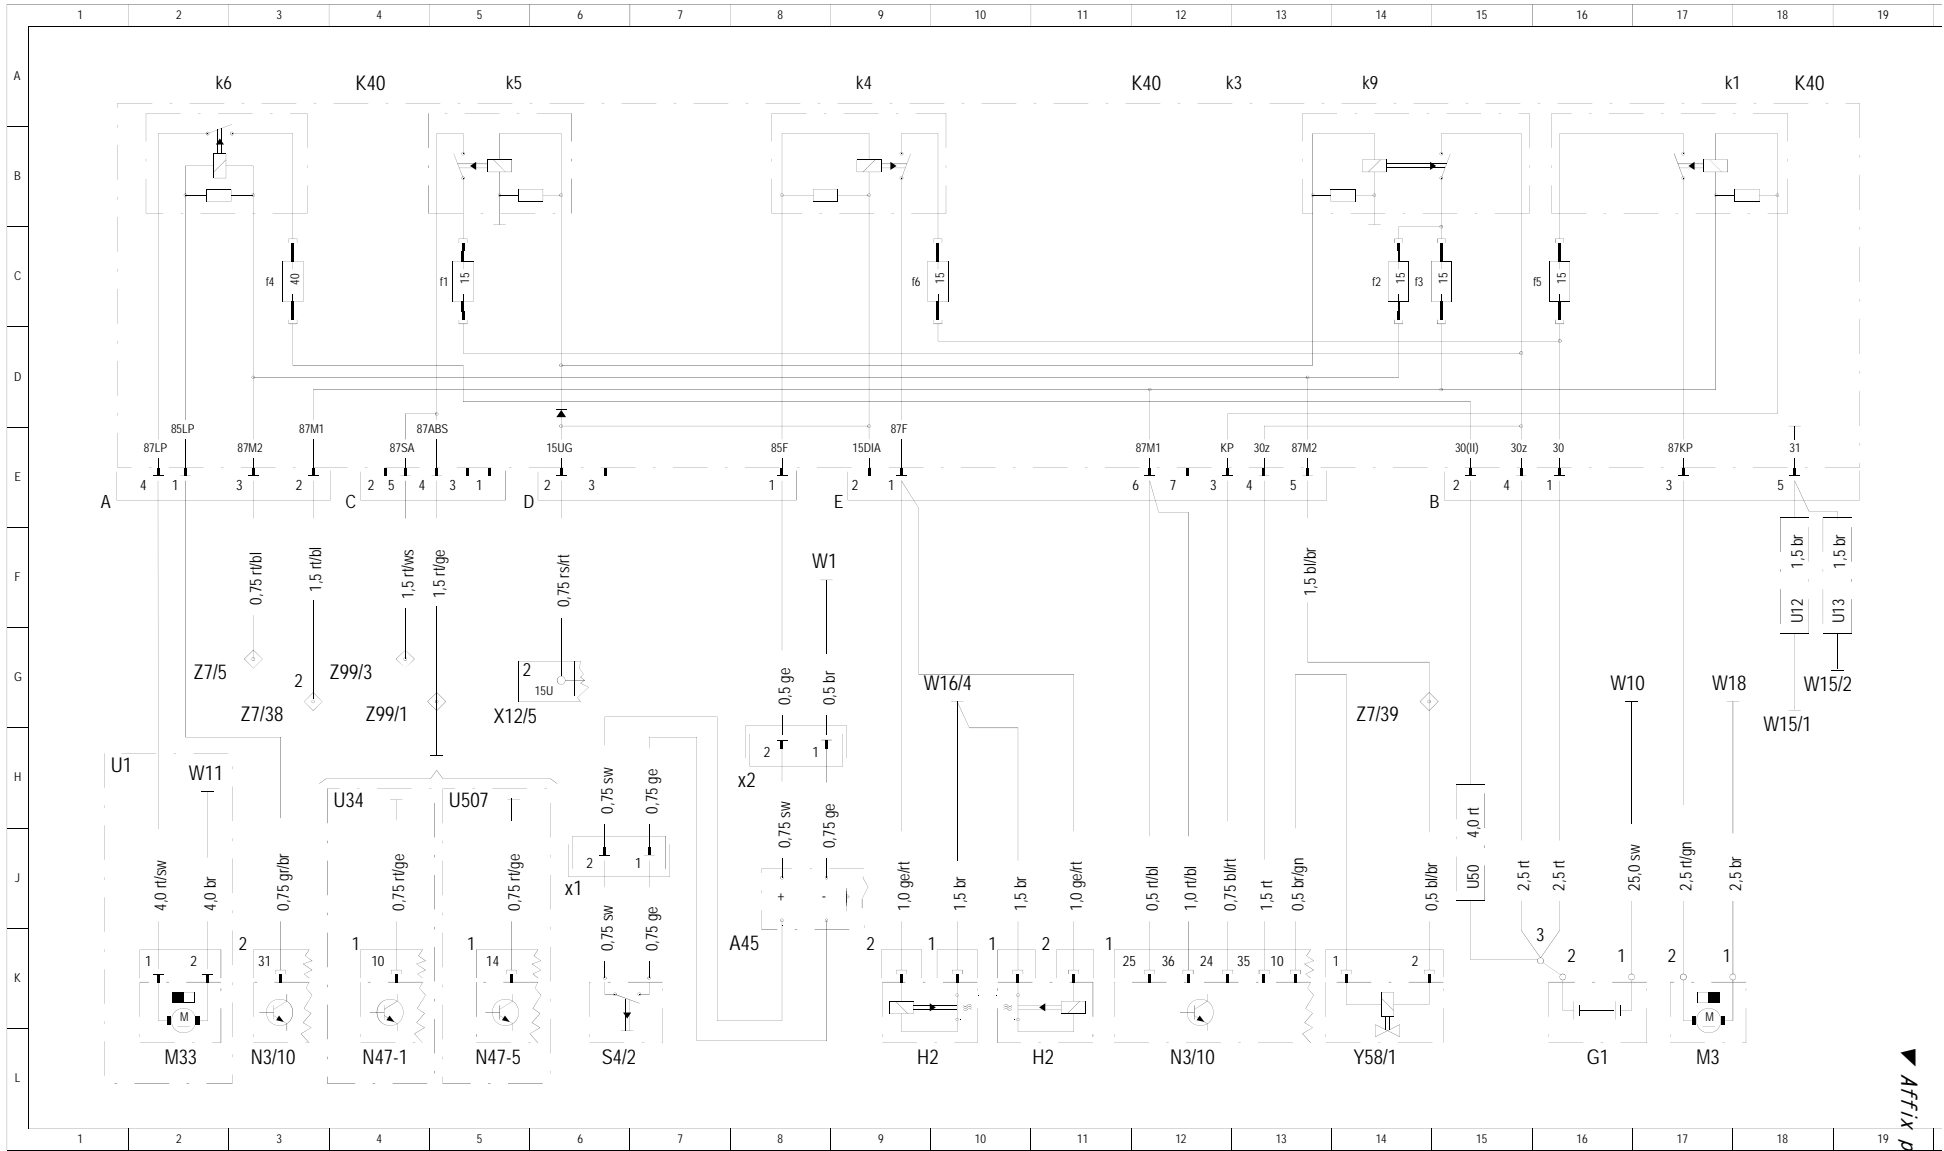 1 2 3 4 5 6 7 8 9 10 11 12 13 14 15 16 17 18 19
A
k6 K40 k5 k4 K40 k3 k9 k1 K40
B
C
f4 40 f1 15 f6 15 f2 15 f3 15 f5 15
D
87LP 85LP 87M2 87M1 87SA 87ABS 15UG 85F 15DIA 87F 87M1 KP 30z 87M2 30(II) 30z 30 87KP 31
E
4 1 3 2 2 5 4 3 1 2 3 1 2 1 6 7 3 4 5 2 4 1 3 5
A C D E B
F
0,75 rt/bl 1,5 rt/bl 1,5 rt/ws 1,5 rt/ge 0,75 rs/rt W1 1,5 bl/br 1,5 br 1,5 br
U12 U13
G
Z7/5 2 Z99/3 2 15U 0,5 ge 0,5 br W16/4 W10 W18 W15/2
Z7/38 Z99/1 X12/5 Z7/39 W15/1
H
U1 W11 U34 U507 0,75 sw 0,75 ge 2 1 x2
0,75 sw 0,75 ge U50 4,0 rt
J
4,0 rt/sw 4,0 br 0,75 gr/br 0,75 rt/ge 0,75 rt/ge x1 2 1 + - 1,0 ge/rt 1,5 br 1,5 br 1,0 ge/rt 0,5 rt/bl 1,0 rt/bl 0,75 bl/rt 1,5 rt 0,5 br/gn 0,5 bl/br 2,5 rt 2,5 rt 25,0 sw 2,5 rt/gn 2,5 br
0,75 sw 0,75 ge A45
K
1 2 2 31 1 10 1 14 2 1 1 2 1 25 36 24 35 10 1 2 3 2 1 2 1
M M
M33 N3/10 N47-1 N47-5 S4/2 H2 H2 N3/10 Y58/1 G1 M3
L
Affix p
1 2 3 4 5 6 7 8 9 10 11 12 13 14 15 16 17 18 19